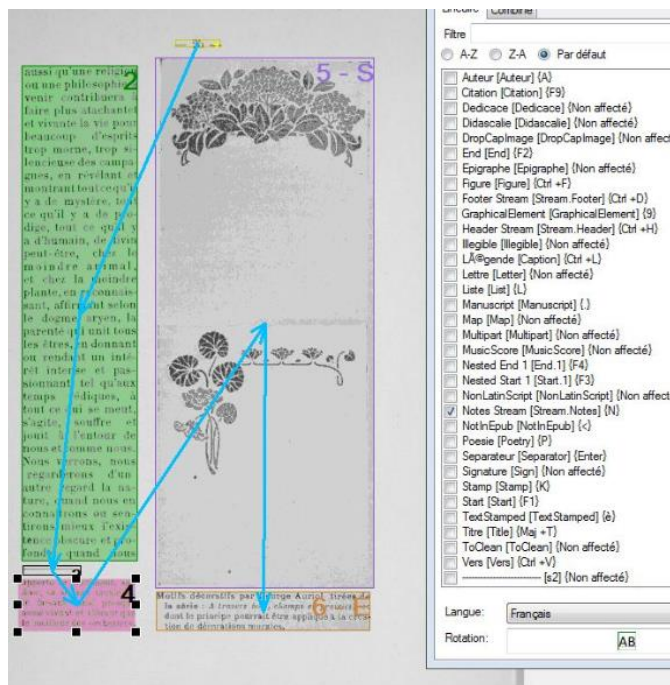 aussi qu'une religion
ou une philosophie
venir contribuera à
faire plus attachante
et vivante la vie pour
beaucoup d'esprits
trop morne, trop si-
lencieuse des campa-
gnes, en révélant et
montrant tout ce qu'il
y a de mystère, tout
ce qu'il y a de pro-
dige, tout ce qu'il y
a d'humain, de divin
peut-être, chez le
moindre animal,
et chez la moindre
plante, en reconnais-
sant, affirmant selon
le dogme aryen, la
parenté qui unit tous
les êtres, en donnant
ou rendant un inté-
rêt intense et pas-
sionnant tel qu'aux
temps védiques, à
tout ce qui se meut,
s'agite, souffre et
jouit à l'entour de
nous et comme nous.
Nous verrons, nous
regarderons d'un
autre regard la na-
ture, quand nous en
connaîtrons ou sen-
tirons mieux l'exis-
tence obscure et pro-
fonde, quand nous
2
4
5 - S
Motifs décoratifs par George Auriol, tirées de
la série : A travers
dont le principe pourrait être appliqué à la créa-
tion de décorations murales.
6 - E
Linéaire
Combiné
Filtre
A-Z
Z-A
Par défaut
Auteur [Auteur] {A}
Citation [Citation] {F9}
Dedicace [Dedicace] {Non affecté}
Didascalie [Didascalie] {Non affecté}
DropCapImage [DropCapImage] {Non affect
End [End] {F2}
Epigraphe [Epigraphe] {Non affecté}
Figure [Figure] {Ctrl +F}
Footer Stream [Stream.Footer] {Ctrl +D}
GraphicalElement [GraphicalElement] {9}
Header Stream [Stream.Header] {Ctrl +H}
Illegible [Illegible] {Non affecté}
LÃ®gende [Caption] {Ctrl +L}
Lettre [Letter] {Non affecté}
Liste [List] {L}
Manuscript [Manuscript] {.}
Map [Map] {Non affecté}
Multipart [Multipart] {Non affecté}
MusicScore [MusicScore] {Non affecté}
Nested End 1 [End.1] {F4}
Nested Start 1 [Start.1] {F3}
NonLatinScript [NonLatinScript] {Non affect
Notes Stream [Stream.Notes] {N}
NotInEpub [NotInEpub] {<}
Poesie [Poetry] {P}
Separateur [Separator] {Enter}
Signature [Sign] {Non affecté}
Stamp [Stamp] {K}
Start [Start] {F1}
TextStamped [TextStamped] {è}
Titre [Title] {Maj +T}
ToClean [ToClean] {Non affecté}
Vers [Vers] {Ctrl +V}
------------------------ [s2] {Non affecté}
Langue:
Français
Rotation:
AB